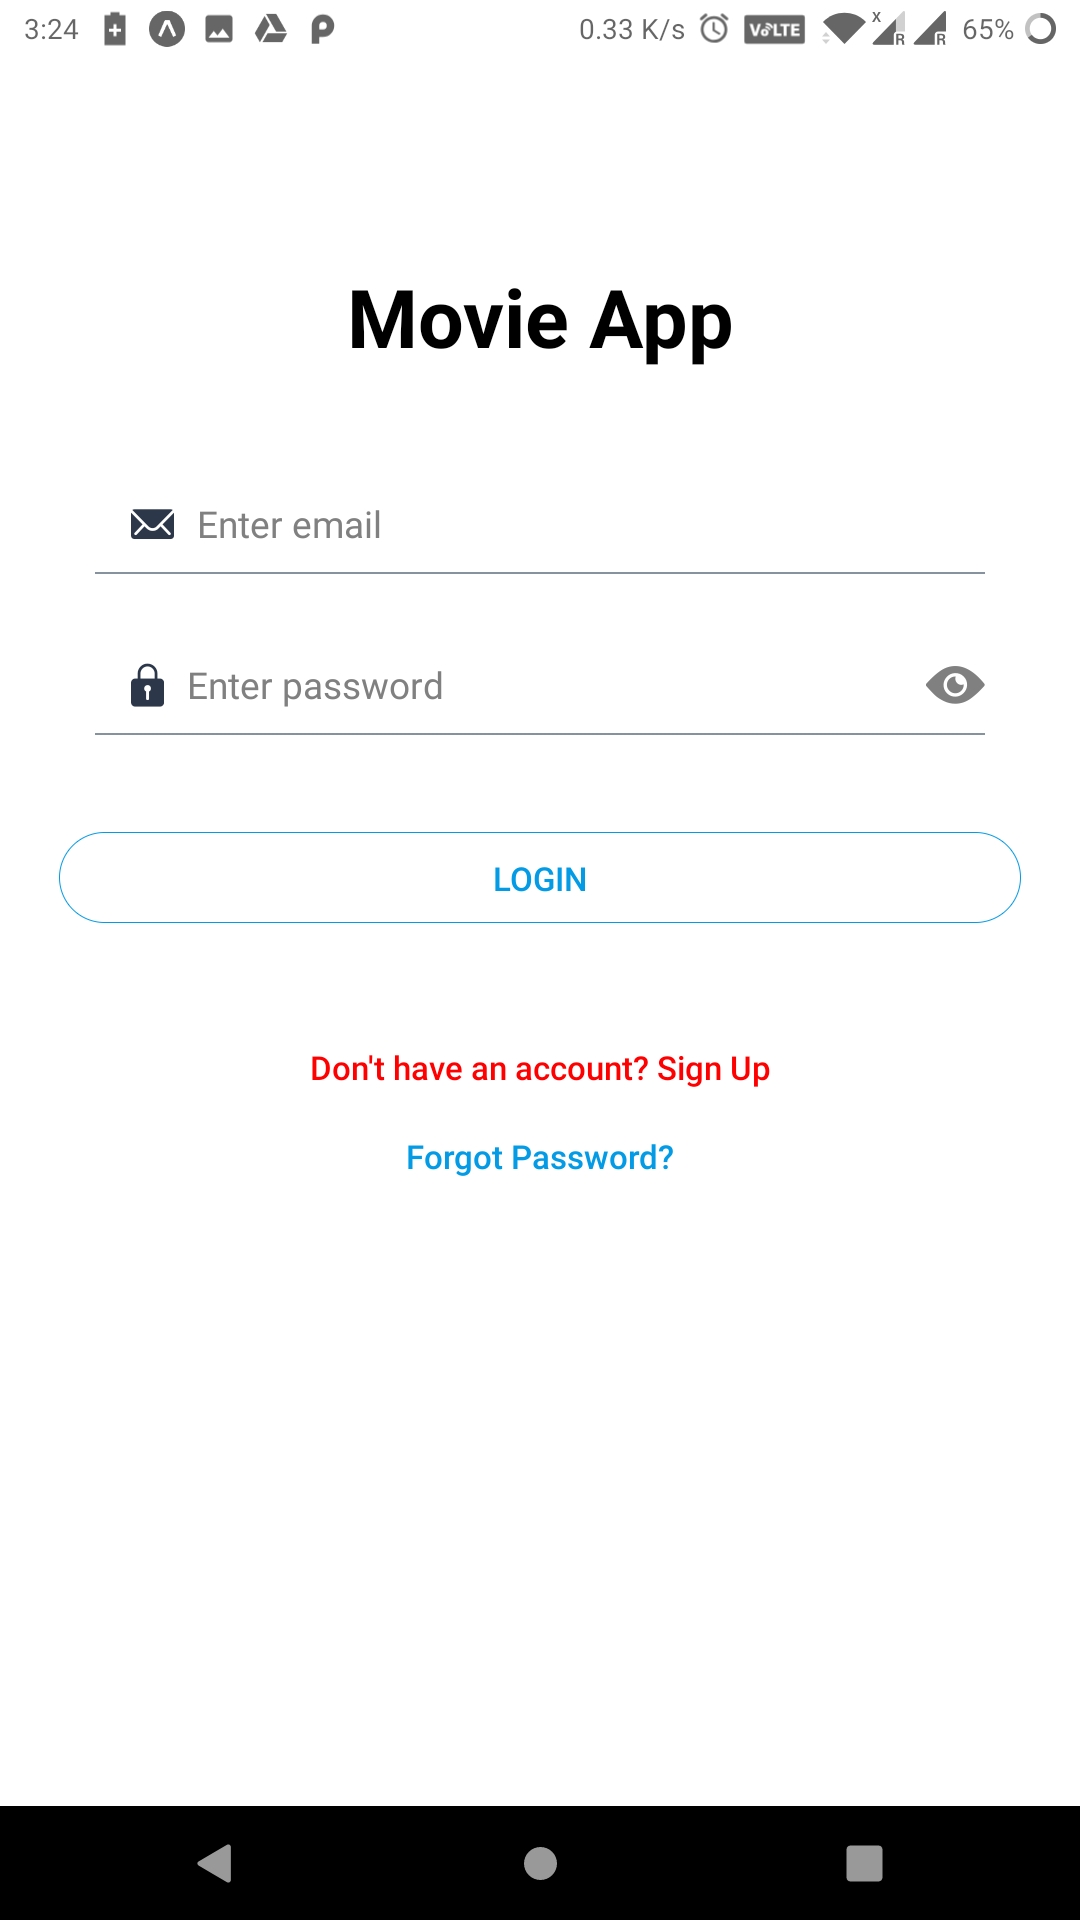 3:24 0.33 K/s VoLTE x R R 65%
Movie App
Enter email
Enter password
LOGIN
Don't have an account? Sign Up
Forgot Password?